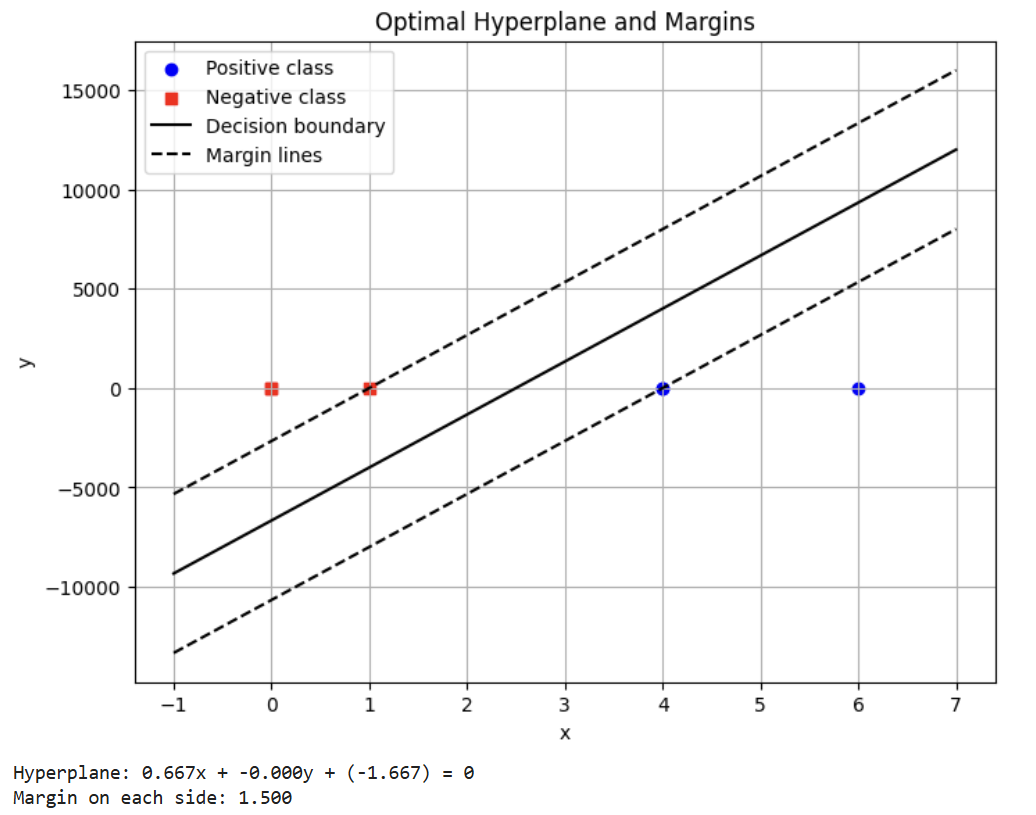 Optimal Hyperplane and Margins
Positive class
Negative class
Decision boundary
Margin lines
15000
10000
5000
0
−5000
−10000
y
−1 0 1 2 3 4 5 6 7
x
Hyperplane: 0.667x + -0.000y + (-1.667) = 0
Margin on each side: 1.500